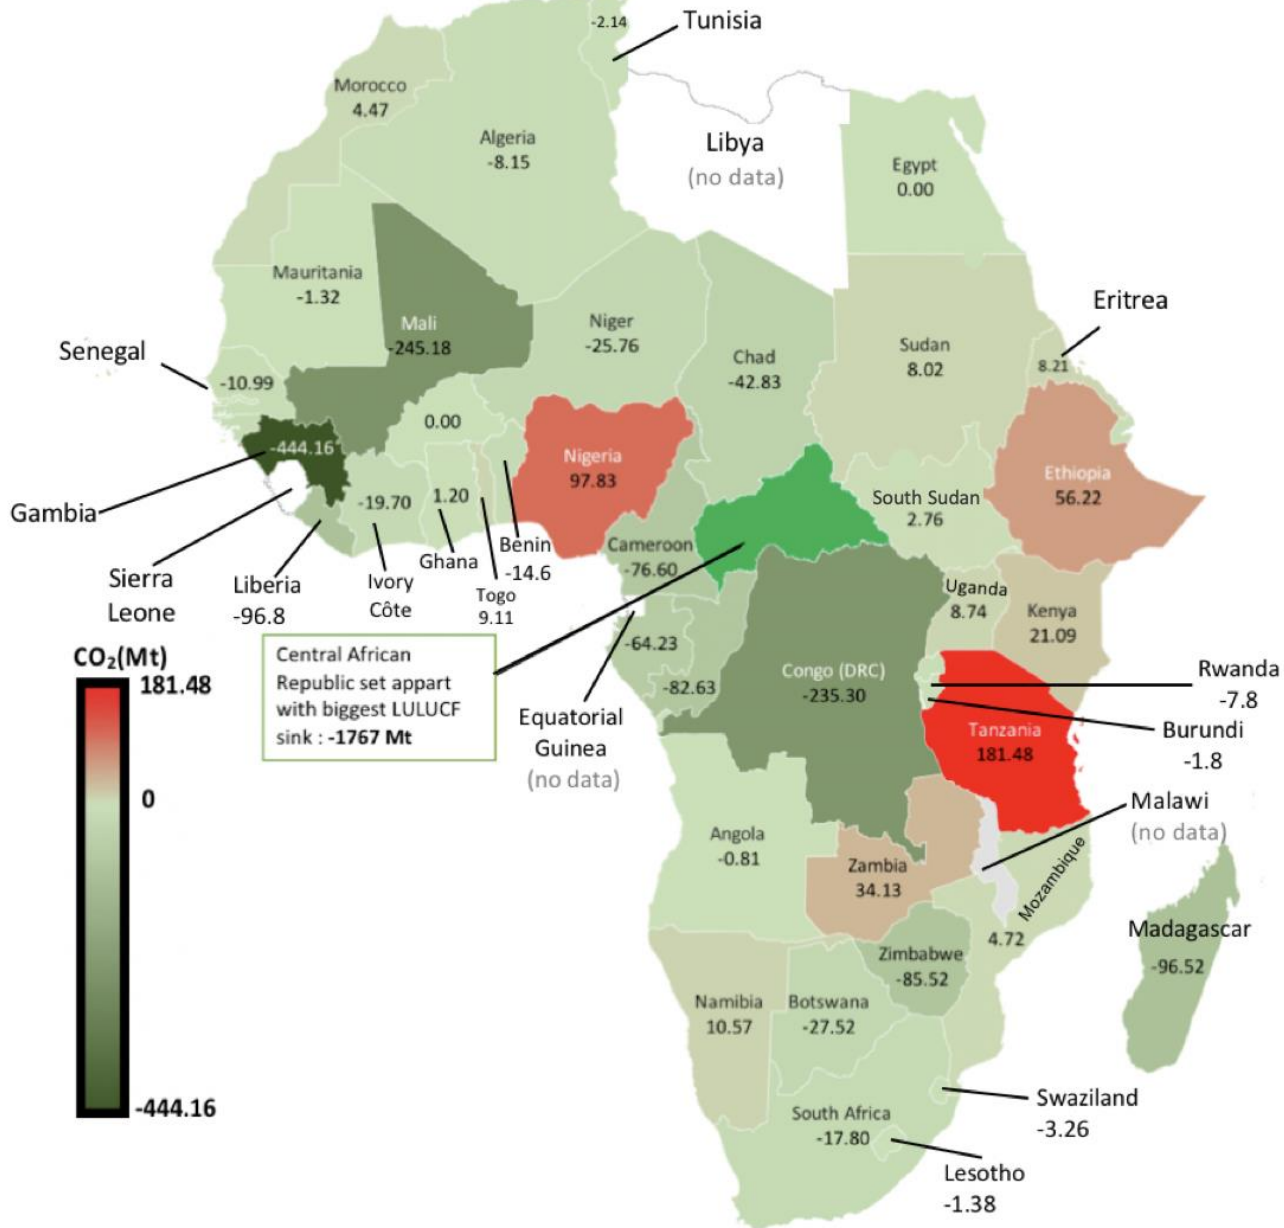 -2.14
Tunisia
Morocco
4.47
Algeria
-8.15
Libya
(no data)
Egypt
0.00
Mauritania
-1.32
Mali
-245.18
Niger
-25.76
Chad
-42.83
Sudan
8.02
Eritrea
8.21
Senegal
-10.99
0.00
Nigeria
97.83
Ethiopia
56.22
-444.16
Gambia
-19.70
1.20
South Sudan
2.76
Sierra
Leone
Liberia
-96.8
Ivory
Côte
Ghana
Togo
9.11
Benin
-14.6
Cameroon
-76.60
Uganda
8.74
Kenya
21.09
CO₂(Mt)
181.48
0
-444.16
Central African
Republic set appart
with biggest LULUCF
sink : -1767 Mt
-64.23
-82.63
Equatorial
Guinea
(no data)
Congo (DRC)
-235.30
Rwanda
-7.8
Burundi
-1.8
Tanzania
181.48
Malawi
(no data)
Angola
-0.81
Zambia
34.13
Mozambique
4.72
Madagascar
-96.52
Zimbabwe
-85.52
Namibia
10.57
Botswana
-27.52
South Africa
-17.80
Swaziland
-3.26
Lesotho
-1.38